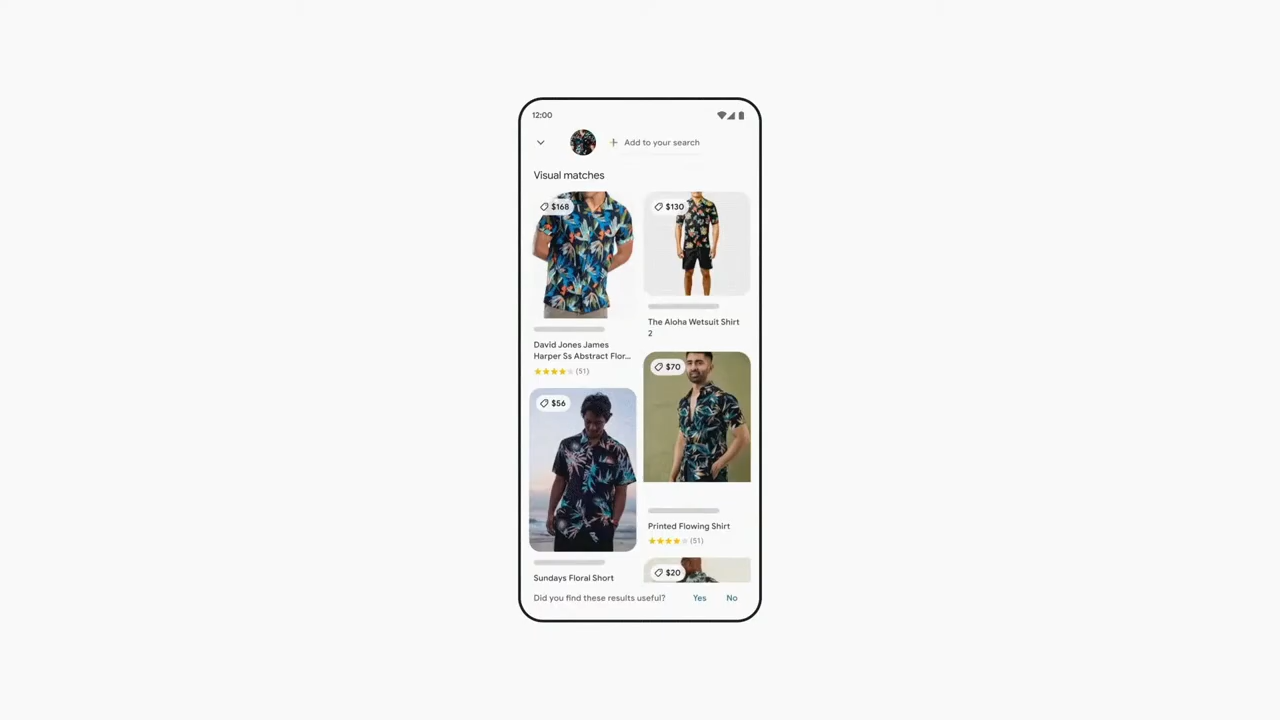 12:00
Add to your search
Visual matches
$168
$130
The Aloha Wetsuit Shirt
2
David Jones James
Harper Ss Abstract Flor...
(51)
$70
$56
Printed Flowing Shirt
(51)
Sundays Floral Short
$20
Did you find these results useful? Yes No